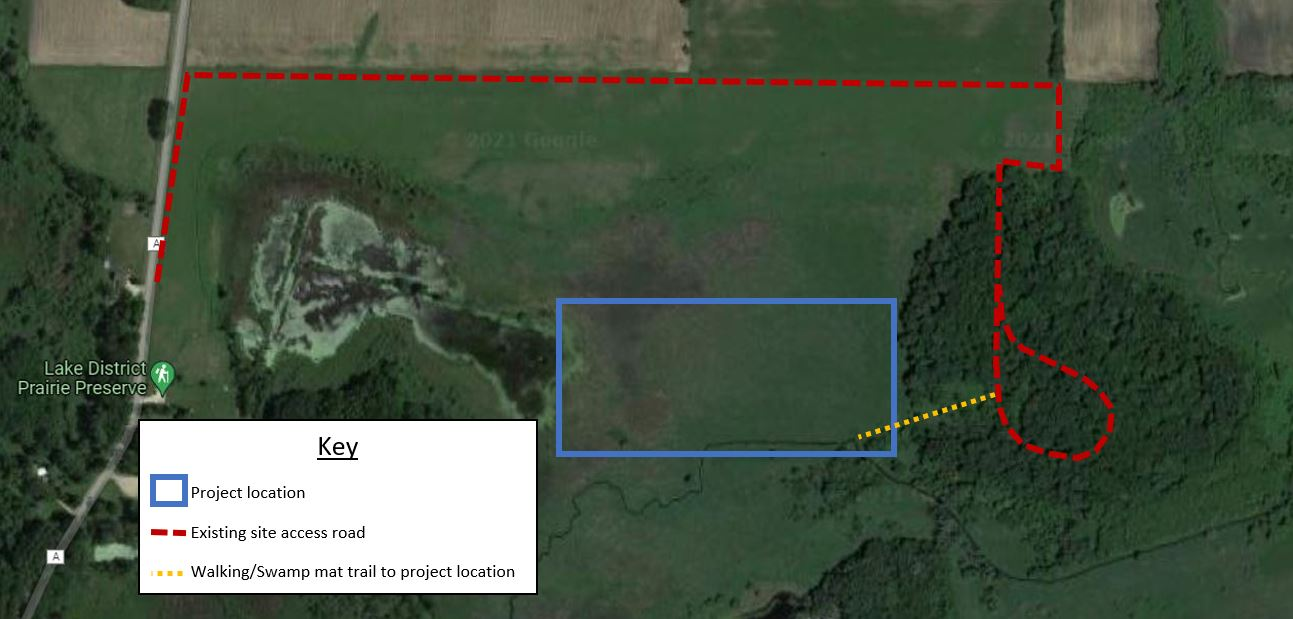 © 2021 Google
2021
A
Lake District
Prairie Preserve
A
Key
Project location
Existing site access road
Walking/Swamp mat trail to project location